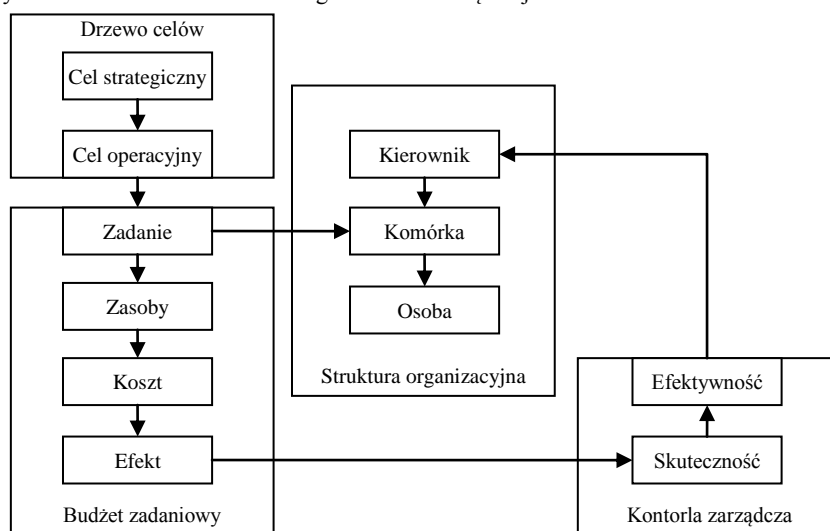 Drzewo celów
Cel strategiczny
Cel operacyjny
Zadanie
Zasoby
Koszt
Efekt
Budżet zadaniowy
Kierownik
Komórka
Osoba
Struktura organizacyjna
Efektywność
Skuteczność
Kontorla zarządcza